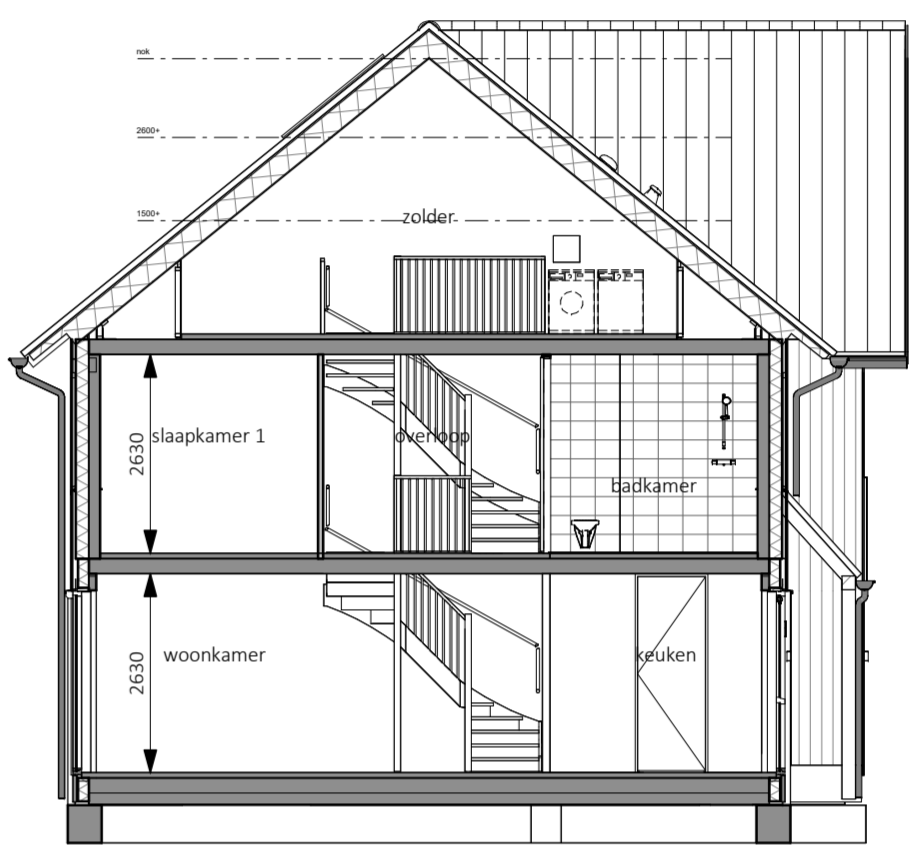 nok
2600+
1500+
zolder
2630
slaapkamer 1
overloop
badkamer
2630
woonkamer
keuken